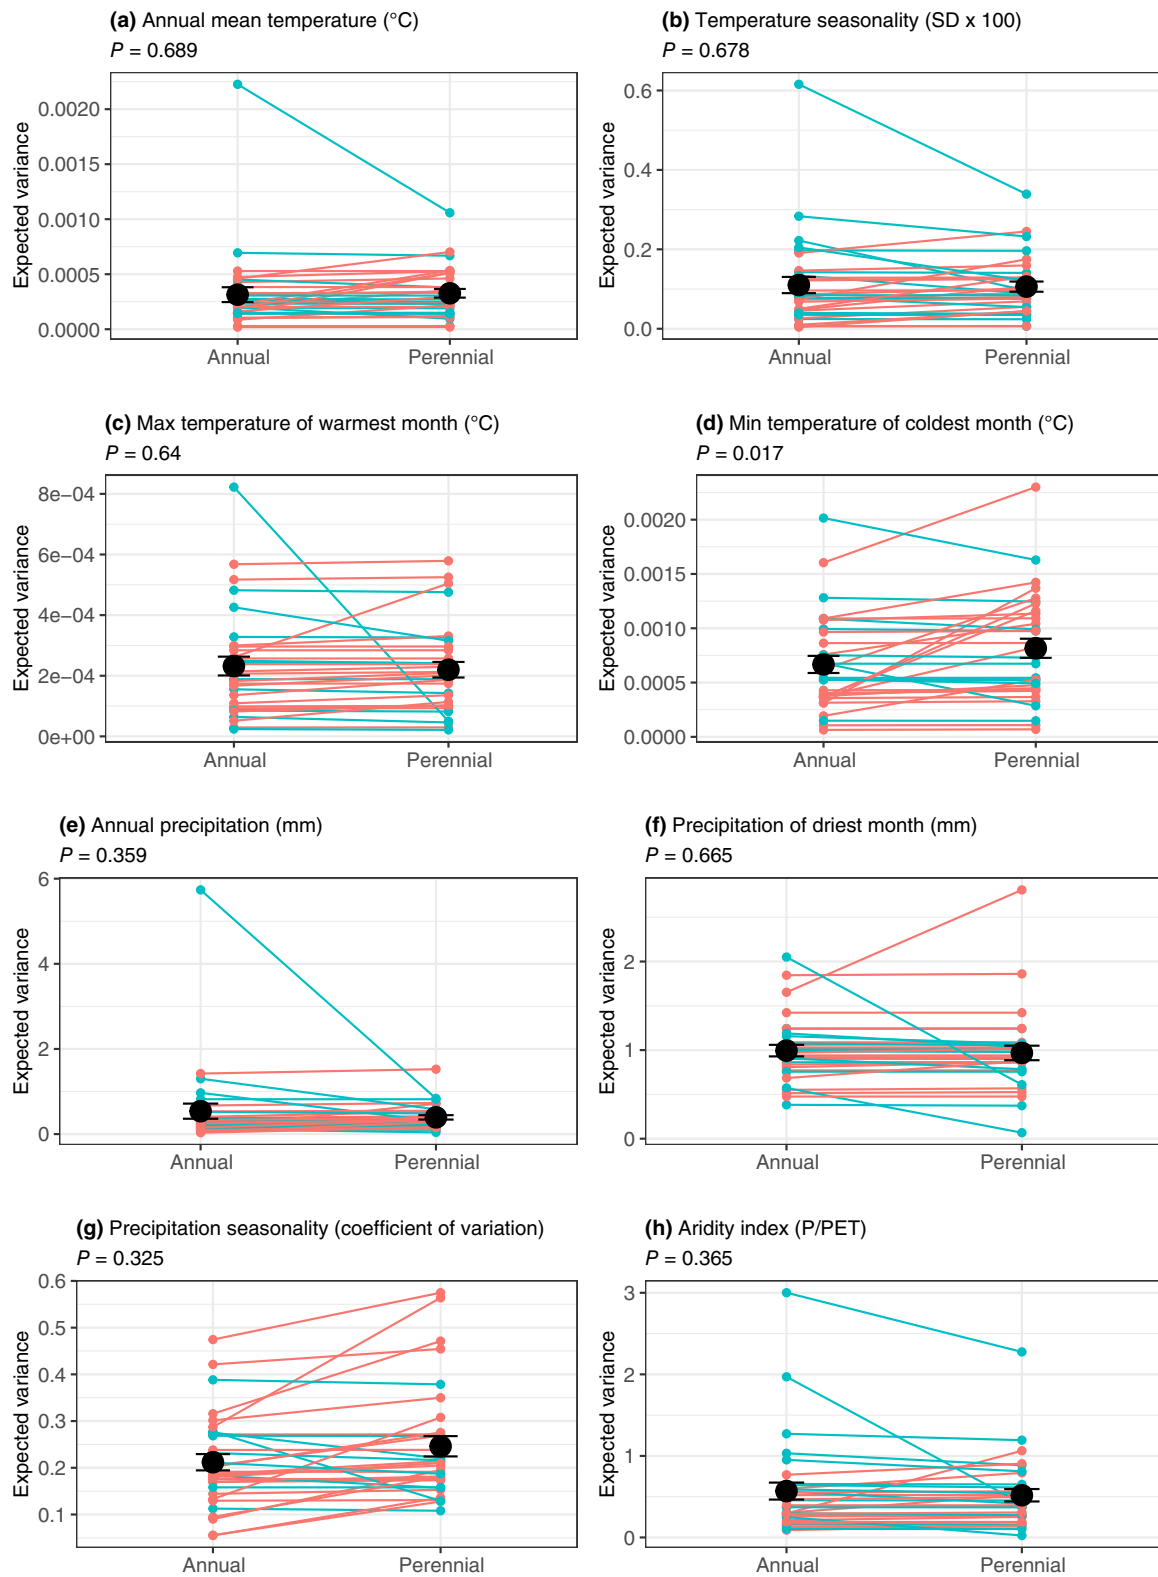 (a) Annual mean temperature (°C)
P = 0.689
Expected variance
0.0020
0.0015
0.0010
0.0005
0.0000
Annual Perennial
(b) Temperature seasonality (SD x 100)
P = 0.678
Expected variance
0.6
0.4
0.2
0.0
Annual Perennial
(c) Max temperature of warmest month (°C)
P = 0.64
Expected variance
8e−04
6e−04
4e−04
2e−04
0e+00
Annual Perennial
(d) Min temperature of coldest month (°C)
P = 0.017
Expected variance
0.0020
0.0015
0.0010
0.0005
0.0000
Annual Perennial
(e) Annual precipitation (mm)
P = 0.359
Expected variance
6
4
2
0
Annual Perennial
(f) Precipitation of driest month (mm)
P = 0.665
Expected variance
2
1
0
Annual Perennial
(g) Precipitation seasonality (coefficient of variation)
P = 0.325
Expected variance
0.6
0.5
0.4
0.3
0.2
0.1
Annual Perennial
(h) Aridity index (P/PET)
P = 0.365
Expected variance
3
2
1
0
Annual Perennial